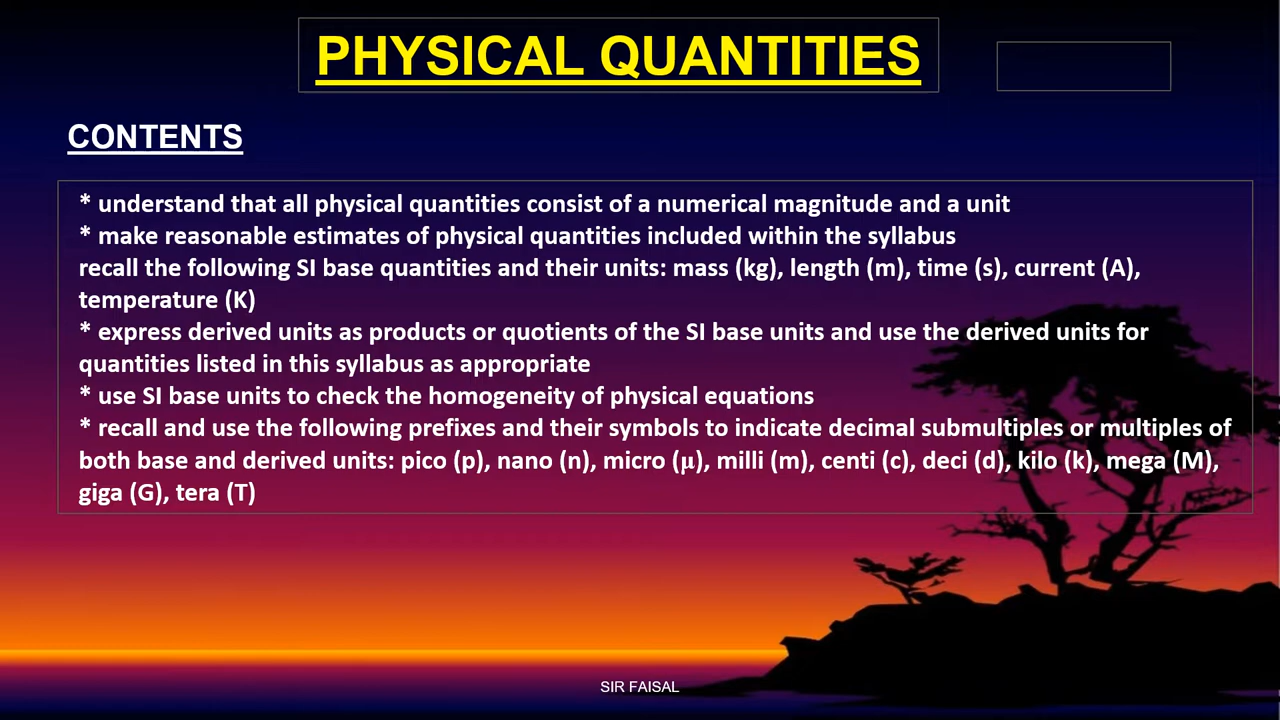 PHYSICAL QUANTITIES
CONTENTS
* understand that all physical quantities consist of a numerical magnitude and a unit
* make reasonable estimates of physical quantities included within the syllabus
recall the following SI base quantities and their units: mass (kg), length (m), time (s), current (A),
temperature (K)
* express derived units as products or quotients of the SI base units and use the derived units for
quantities listed in this syllabus as appropriate
* use SI base units to check the homogeneity of physical equations
* recall and use the following prefixes and their symbols to indicate decimal submultiples or multiples of
both base and derived units: pico (p), nano (n), micro (μ), milli (m), centi (c), deci (d), kilo (k), mega (M),
giga (G), tera (T)
SIR FAISAL